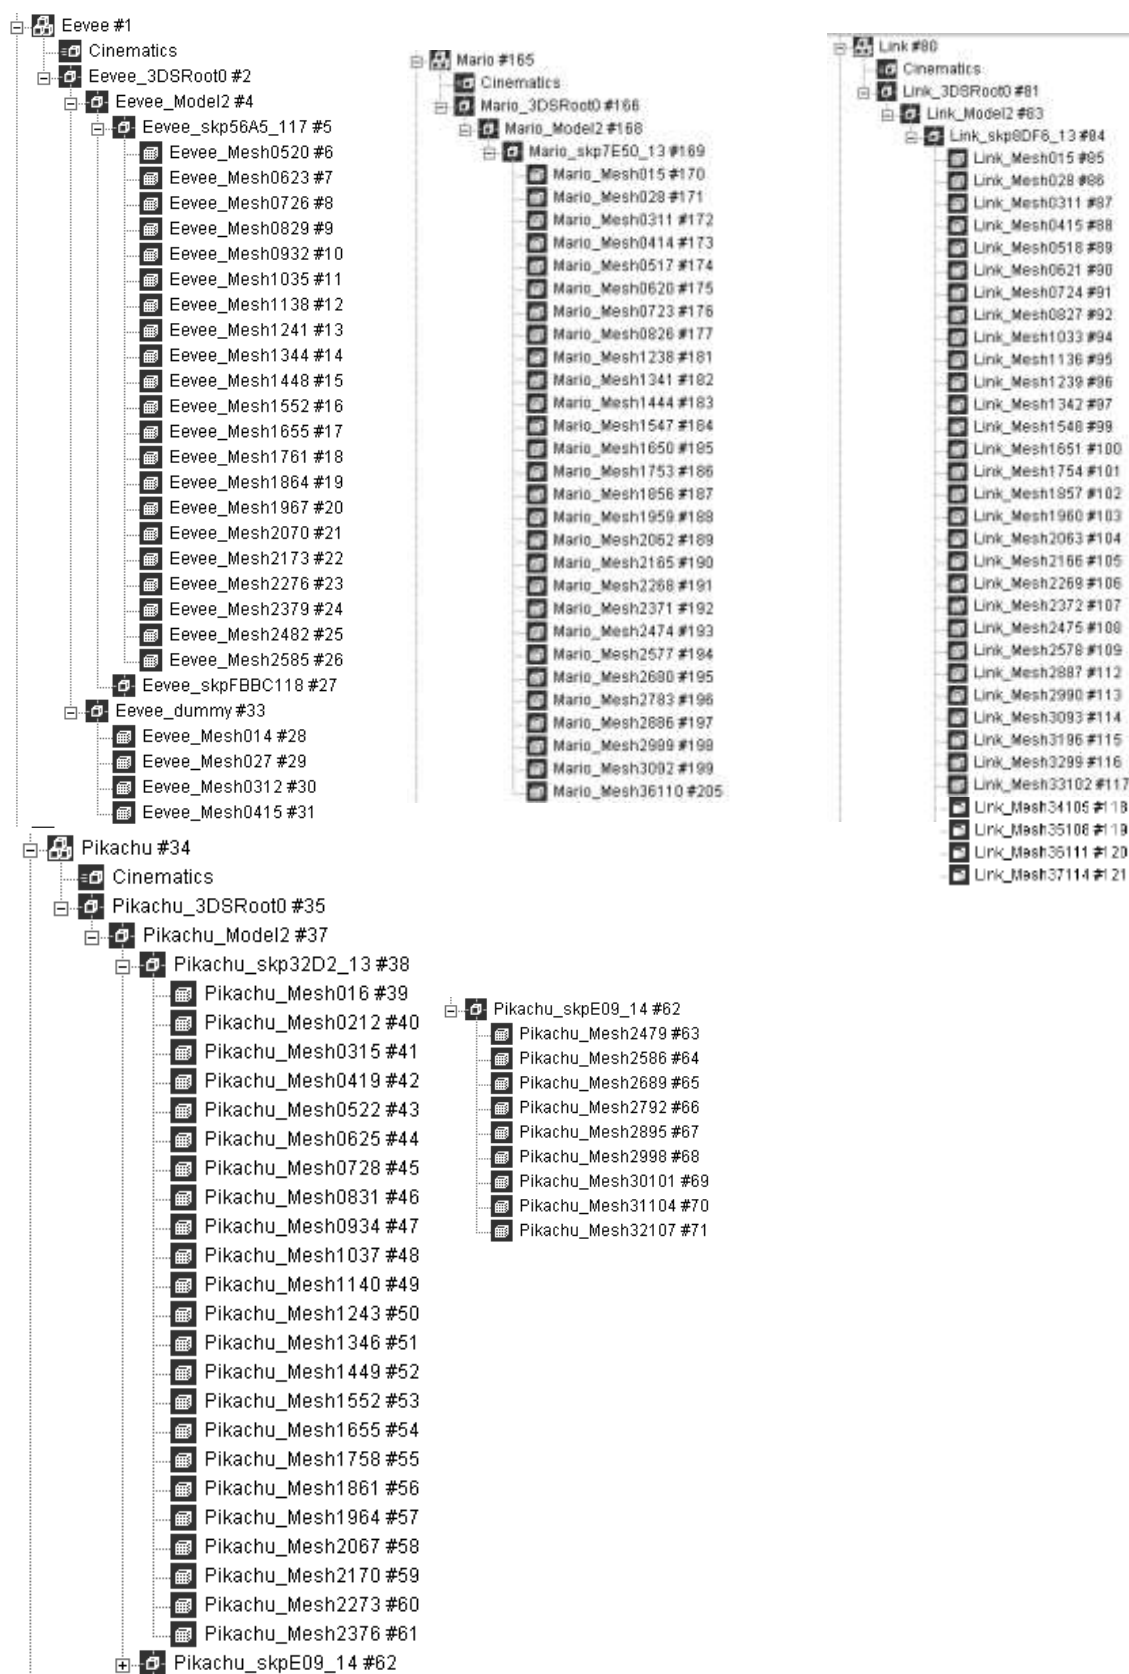 Eevee #1
Cinematics
Eevee_3DSRoot0 #2
Eevee_Model2 #4
Eevee_skp56A5_117 #5
Eevee_Mesh0520 #6
Eevee_Mesh0623 #7
Eevee_Mesh0726 #8
Eevee_Mesh0829 #9
Eevee_Mesh0932 #10
Eevee_Mesh1035 #11
Eevee_Mesh1138 #12
Eevee_Mesh1241 #13
Eevee_Mesh1344 #14
Eevee_Mesh1448 #15
Eevee_Mesh1552 #16
Eevee_Mesh1655 #17
Eevee_Mesh1761 #18
Eevee_Mesh1864 #19
Eevee_Mesh1967 #20
Eevee_Mesh2070 #21
Eevee_Mesh2173 #22
Eevee_Mesh2276 #23
Eevee_Mesh2379 #24
Eevee_Mesh2482 #25
Eevee_Mesh2585 #26
Eevee_skpFBBC118 #27
Eevee_dummy #33
Eevee_Mesh014 #28
Eevee_Mesh027 #29
Eevee_Mesh0312 #30
Eevee_Mesh0415 #31
Mario #165
Cinematics
Mario_3DSRoot0 #166
Mario_Model2 #168
Mario_skp7E50_13 #169
Mario_Mesh015 #170
Mario_Mesh028 #171
Mario_Mesh0311 #172
Mario_Mesh0414 #173
Mario_Mesh0517 #174
Mario_Mesh0620 #175
Mario_Mesh0723 #176
Mario_Mesh0826 #177
Mario_Mesh1238 #181
Mario_Mesh1341 #182
Mario_Mesh1444 #183
Mario_Mesh1547 #184
Mario_Mesh1650 #185
Mario_Mesh1753 #186
Mario_Mesh1856 #187
Mario_Mesh1959 #188
Mario_Mesh2062 #189
Mario_Mesh2165 #190
Mario_Mesh2268 #191
Mario_Mesh2371 #192
Mario_Mesh2474 #193
Mario_Mesh2577 #194
Mario_Mesh2680 #195
Mario_Mesh2783 #196
Mario_Mesh2886 #197
Mario_Mesh2989 #198
Mario_Mesh3092 #199
Mario_Mesh36110 #205
Link #80
Cinematics
Link_3DSRoot0 #81
Link_Model2 #83
Link_skp8DF6_13 #84
Link_Mesh015 #85
Link_Mesh028 #86
Link_Mesh0311 #87
Link_Mesh0415 #88
Link_Mesh0518 #89
Link_Mesh0621 #90
Link_Mesh0724 #91
Link_Mesh0827 #92
Link_Mesh1033 #94
Link_Mesh1136 #95
Link_Mesh1239 #96
Link_Mesh1342 #97
Link_Mesh1548 #99
Link_Mesh1651 #100
Link_Mesh1754 #101
Link_Mesh1857 #102
Link_Mesh1960 #103
Link_Mesh2063 #104
Link_Mesh2166 #105
Link_Mesh2269 #106
Link_Mesh2372 #107
Link_Mesh2475 #108
Link_Mesh2578 #109
Link_Mesh2887 #112
Link_Mesh2990 #113
Link_Mesh3093 #114
Link_Mesh3196 #115
Link_Mesh3299 #116
Link_Mesh33102 #117
Link_Mesh34105 #118
Link_Mesh35108 #119
Link_Mesh36111 #120
Link_Mesh37114 #121
Pikachu #34
Cinematics
Pikachu_3DSRoot0 #35
Pikachu_Model2 #37
Pikachu_skp32D2_13 #38
Pikachu_Mesh016 #39
Pikachu_Mesh0212 #40
Pikachu_Mesh0315 #41
Pikachu_Mesh0419 #42
Pikachu_Mesh0522 #43
Pikachu_Mesh0625 #44
Pikachu_Mesh0728 #45
Pikachu_Mesh0831 #46
Pikachu_Mesh0934 #47
Pikachu_Mesh1037 #48
Pikachu_Mesh1140 #49
Pikachu_Mesh1243 #50
Pikachu_Mesh1346 #51
Pikachu_Mesh1449 #52
Pikachu_Mesh1552 #53
Pikachu_Mesh1655 #54
Pikachu_Mesh1758 #55
Pikachu_Mesh1861 #56
Pikachu_Mesh1964 #57
Pikachu_Mesh2067 #58
Pikachu_Mesh2170 #59
Pikachu_Mesh2273 #60
Pikachu_Mesh2376 #61
Pikachu_skpE09_14 #62
Pikachu_skpE09_14 #62
Pikachu_Mesh2479 #63
Pikachu_Mesh2586 #64
Pikachu_Mesh2689 #65
Pikachu_Mesh2792 #66
Pikachu_Mesh2895 #67
Pikachu_Mesh2998 #68
Pikachu_Mesh30101 #69
Pikachu_Mesh31104 #70
Pikachu_Mesh32107 #71